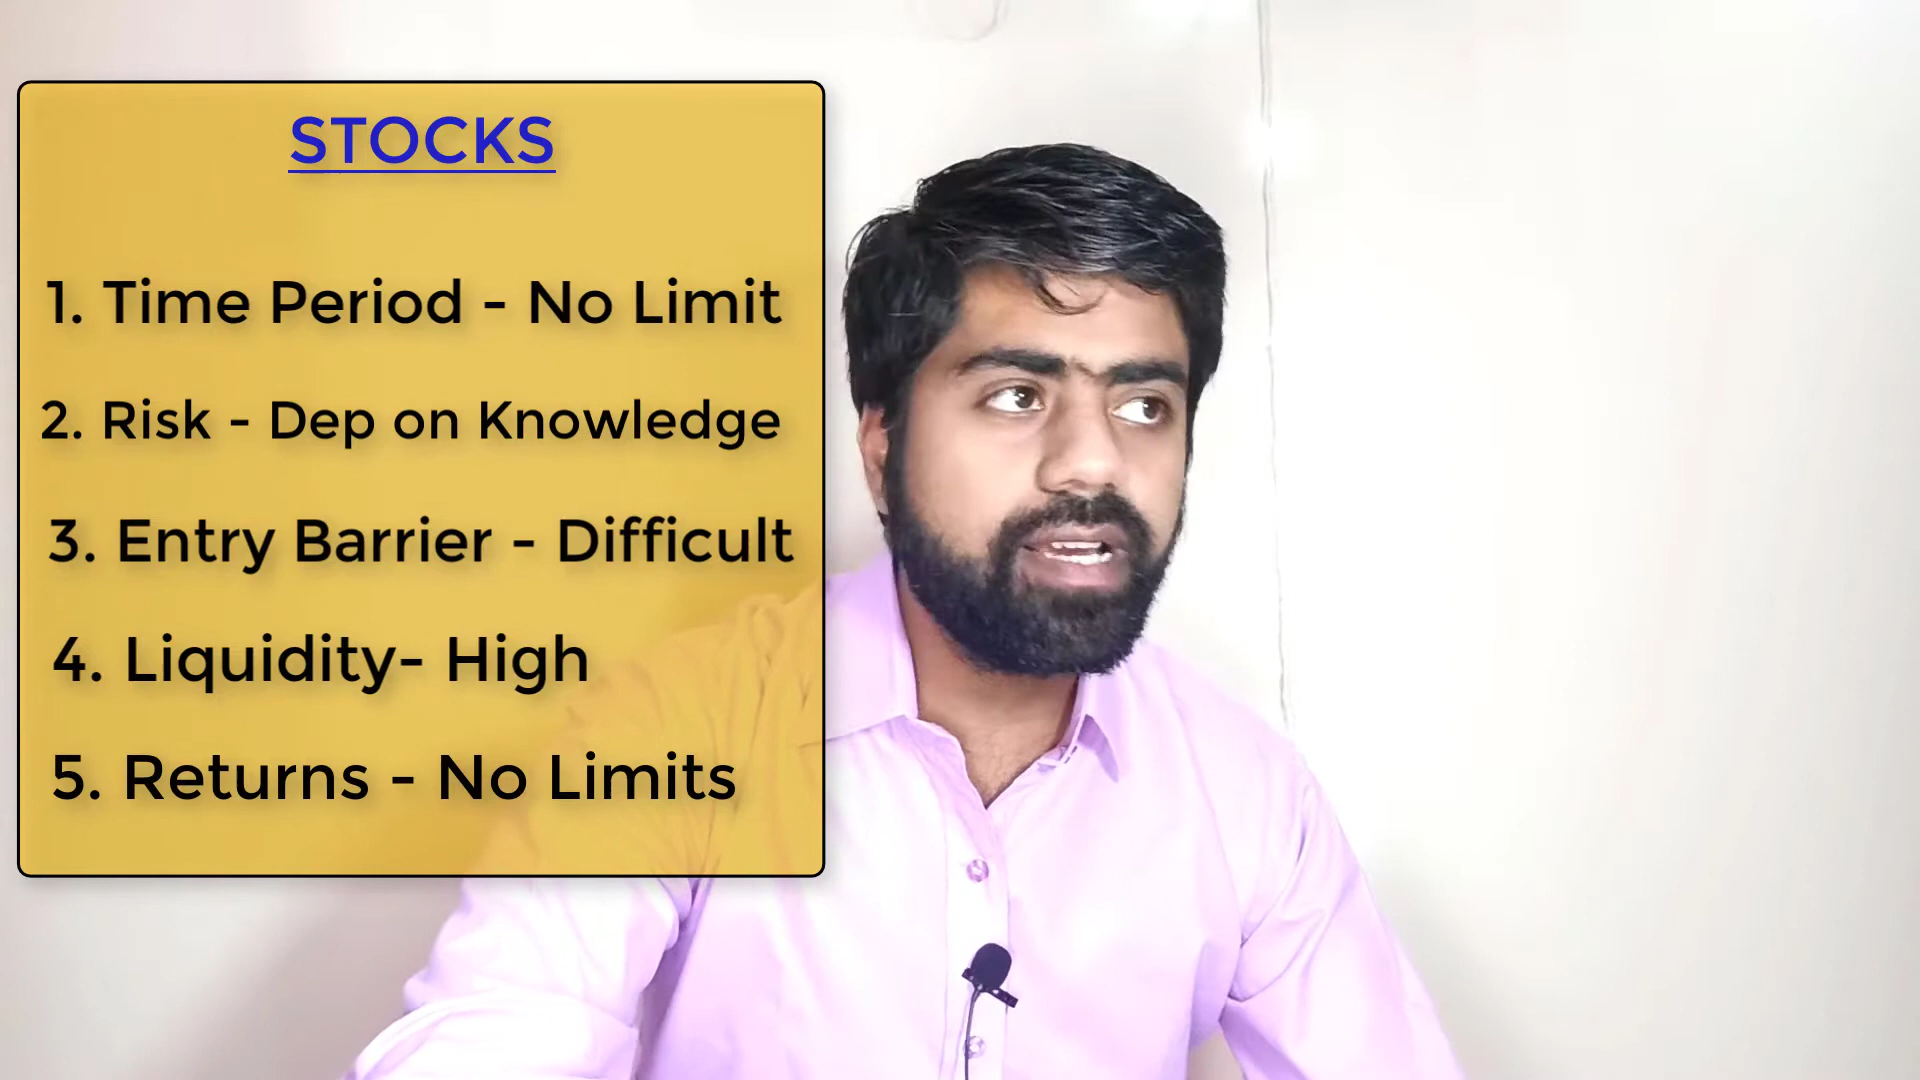 STOCKS
1. Time Period - No Limit
2. Risk - Dep on Knowledge
3. Entry Barrier - Difficult
4. Liquidity- High
5. Returns - No Limits